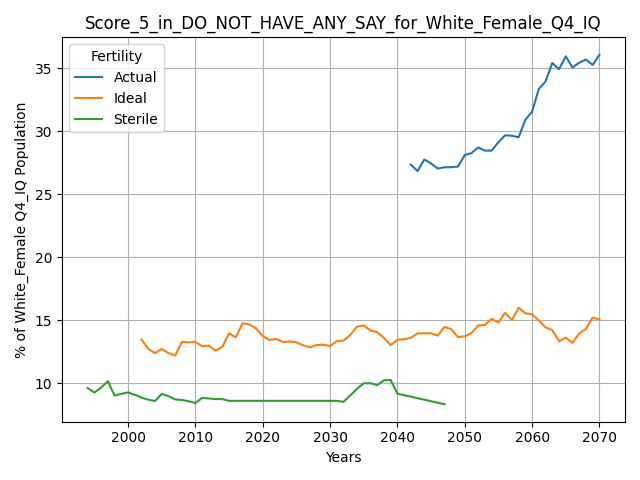 Score_5_in_DO_NOT_HAVE_ANY_SAY_for_White_Female_Q4_IQ
Fertility
Actual
Ideal
Sterile
% of White_Female Q4_IQ Population
35
30
25
20
15
10
2000
2010
2020
2030
2040
2050
2060
2070
Years